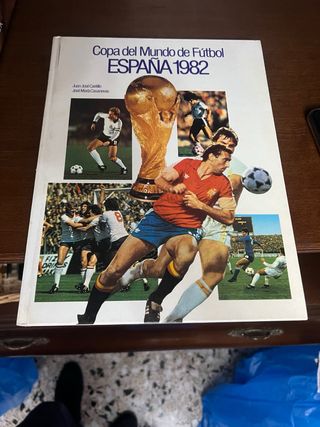 Copa del Mundo de Fútbol
ESPAÑA 1982
Juan José Castillo
José María Casanovas